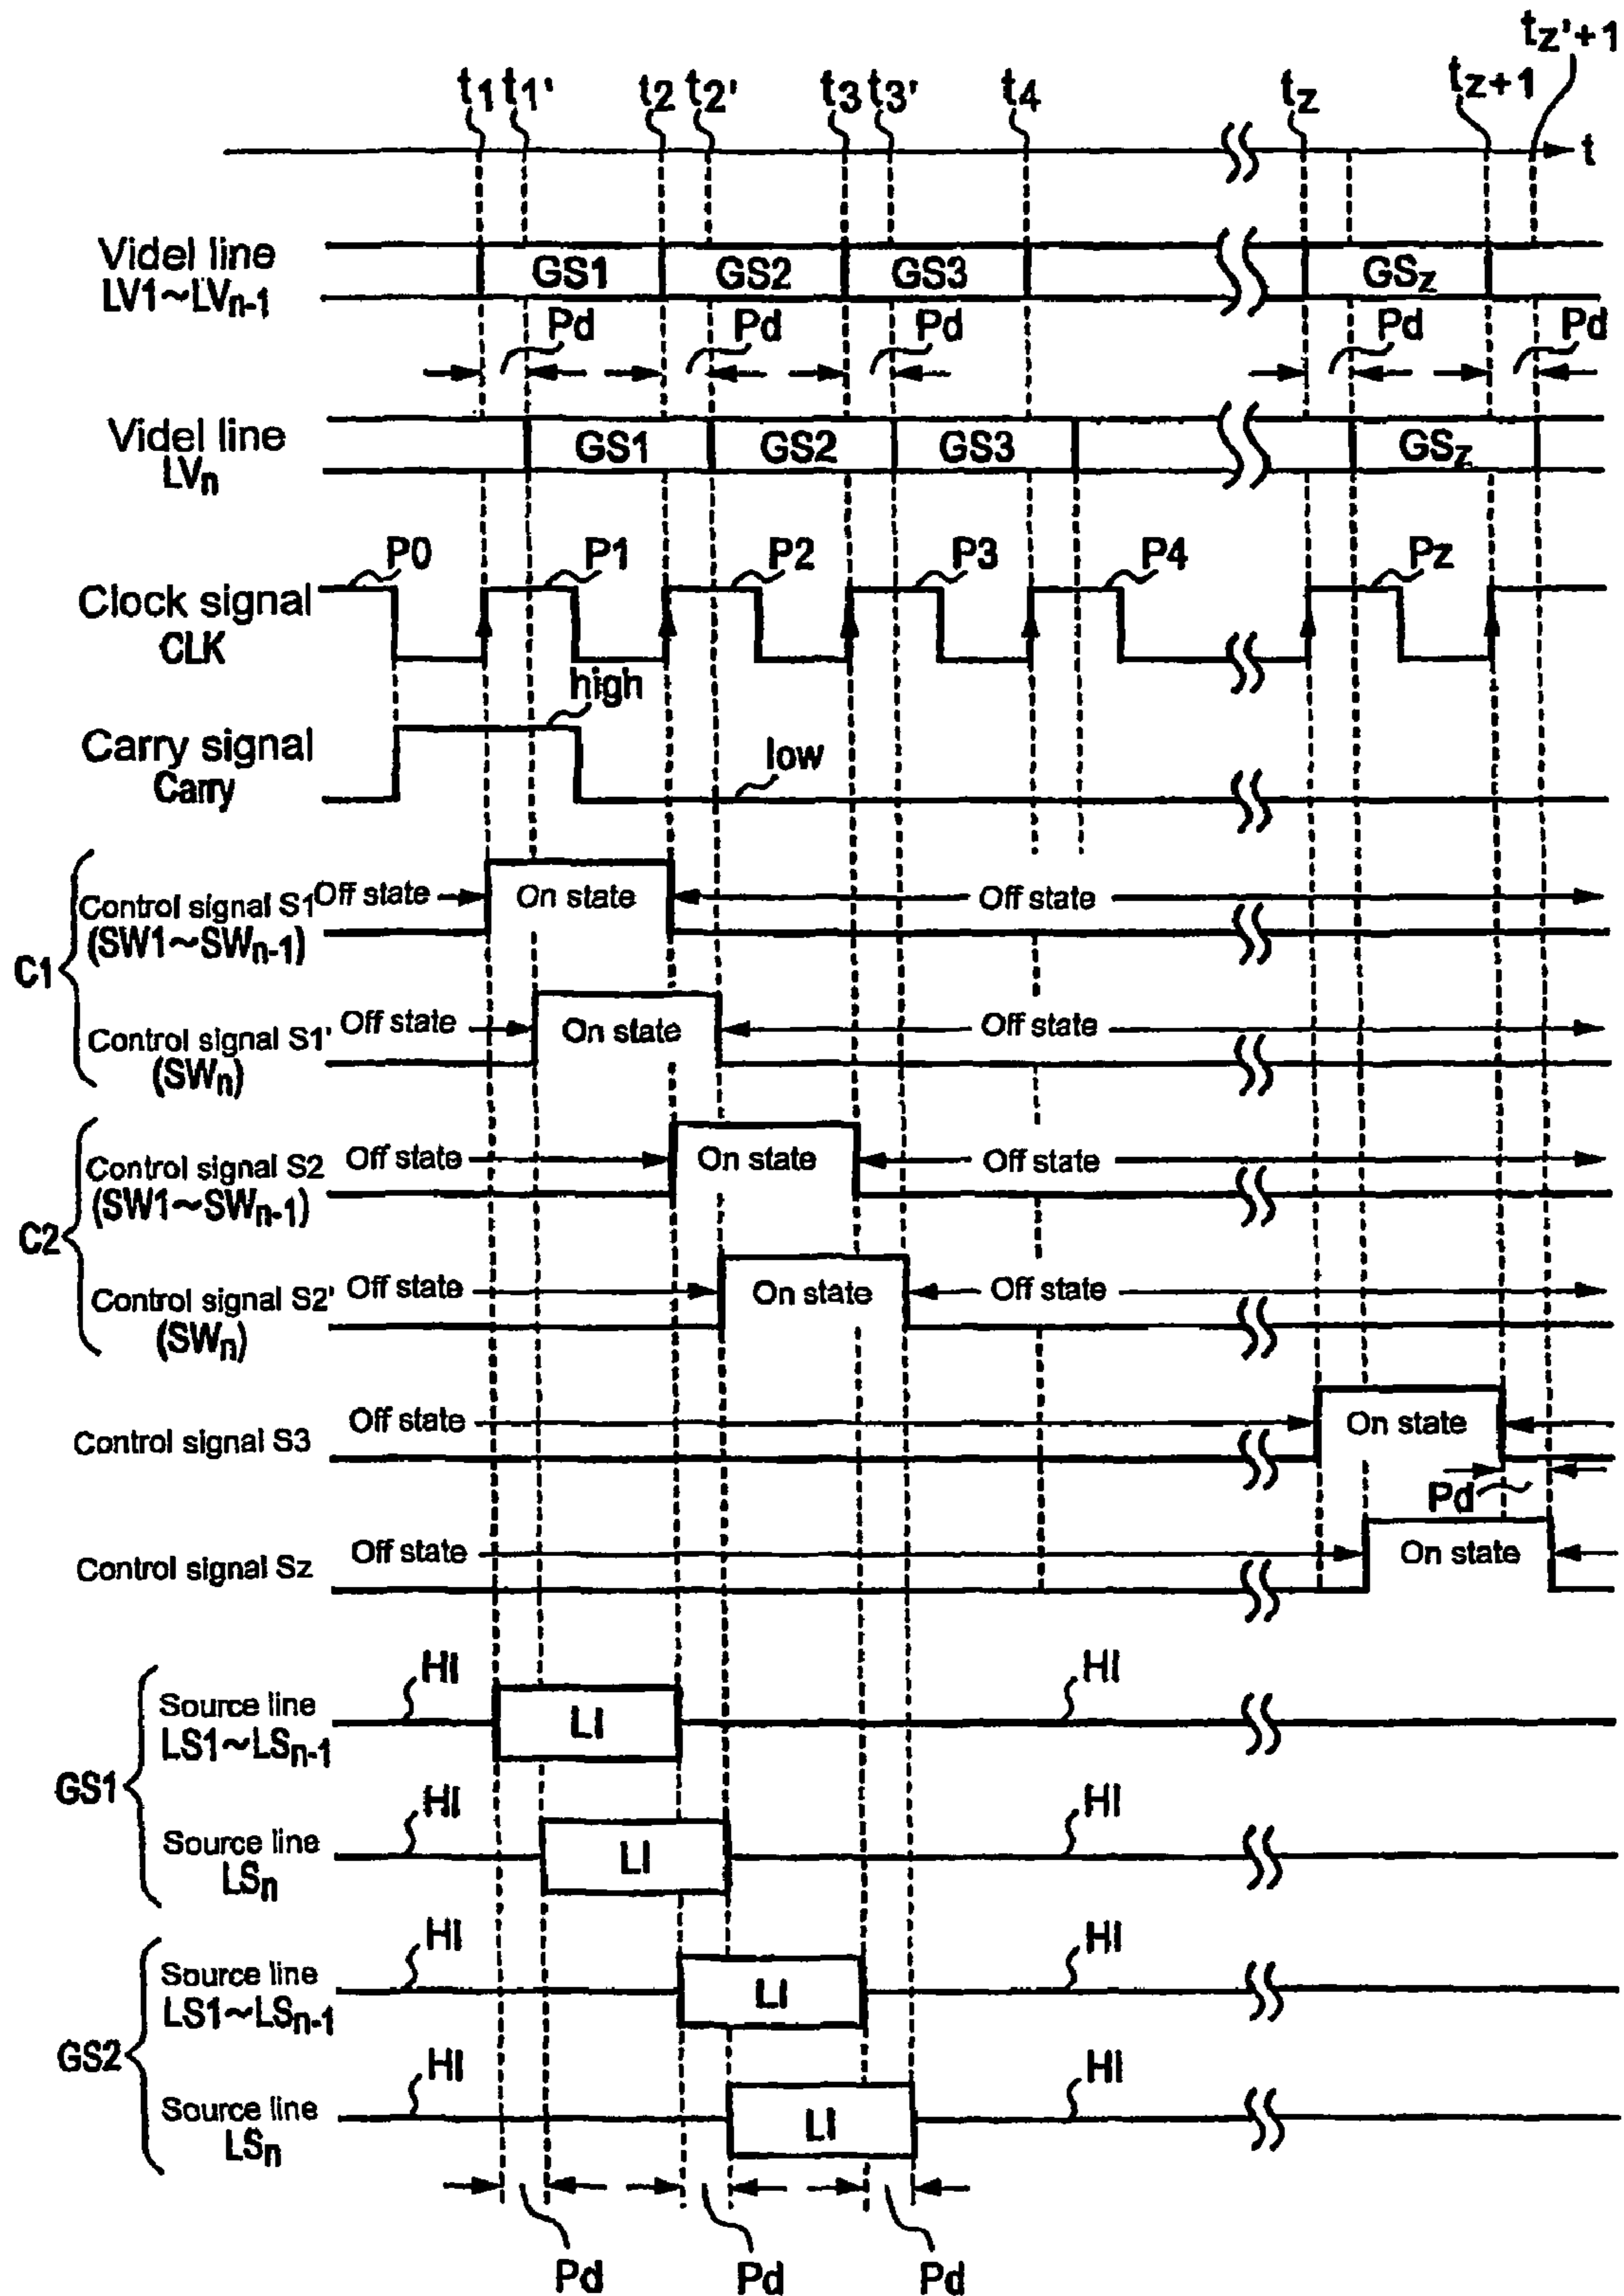 tz'+1
t1 t1' t2 t2' t3 t3' t4 tz tz+1
t
Videl line
LV1~LVn-1
GS1 GS2 GS3 GSz
Pd Pd Pd Pd Pd
Videl line
LVn
GS1 GS2 GS3 GSz
P0 P1 P2 P3 P4 Pz
Clock signal
CLK
high
Carry signal
Carry
low
C1
Control signal S1
(SW1~SWn-1)
Off state On state Off state
Control signal S1'
(SWn)
Off state On state Off state
C2
Control signal S2
(SW1~SWn-1)
Off state On state Off state
Control signal S2'
(SWn)
Off state On state Off state
Control signal S3
Off state On state
Pd
Control signal Sz
Off state On state
GS1
Source line
LS1~LSn-1
HI LI HI
Source line
LSn
HI LI HI
GS2
Source line
LS1~LSn-1
HI LI HI
Source line
LSn
HI LI HI
Pd Pd Pd